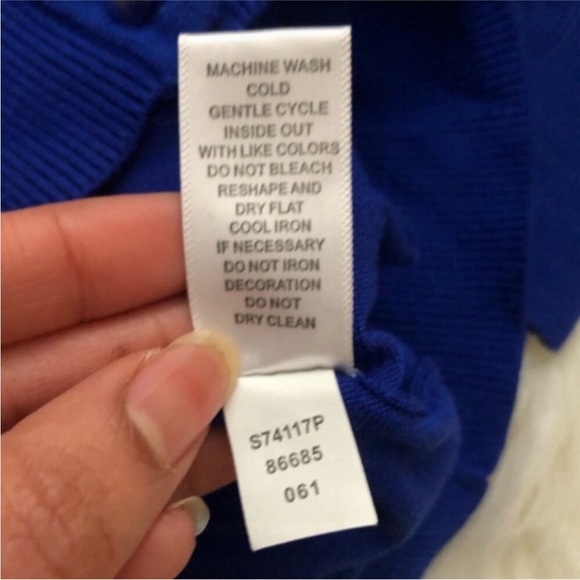 MACHINE WASH
COLD
GENTLE CYCLE
INSIDE OUT
WITH LIKE COLORS
DO NOT BLEACH
RESHAPE AND
DRY FLAT
COOL IRON
IF NECESSARY
DO NOT IRON
DECORATION
DO NOT
DRY CLEAN
S74117P
86685
061